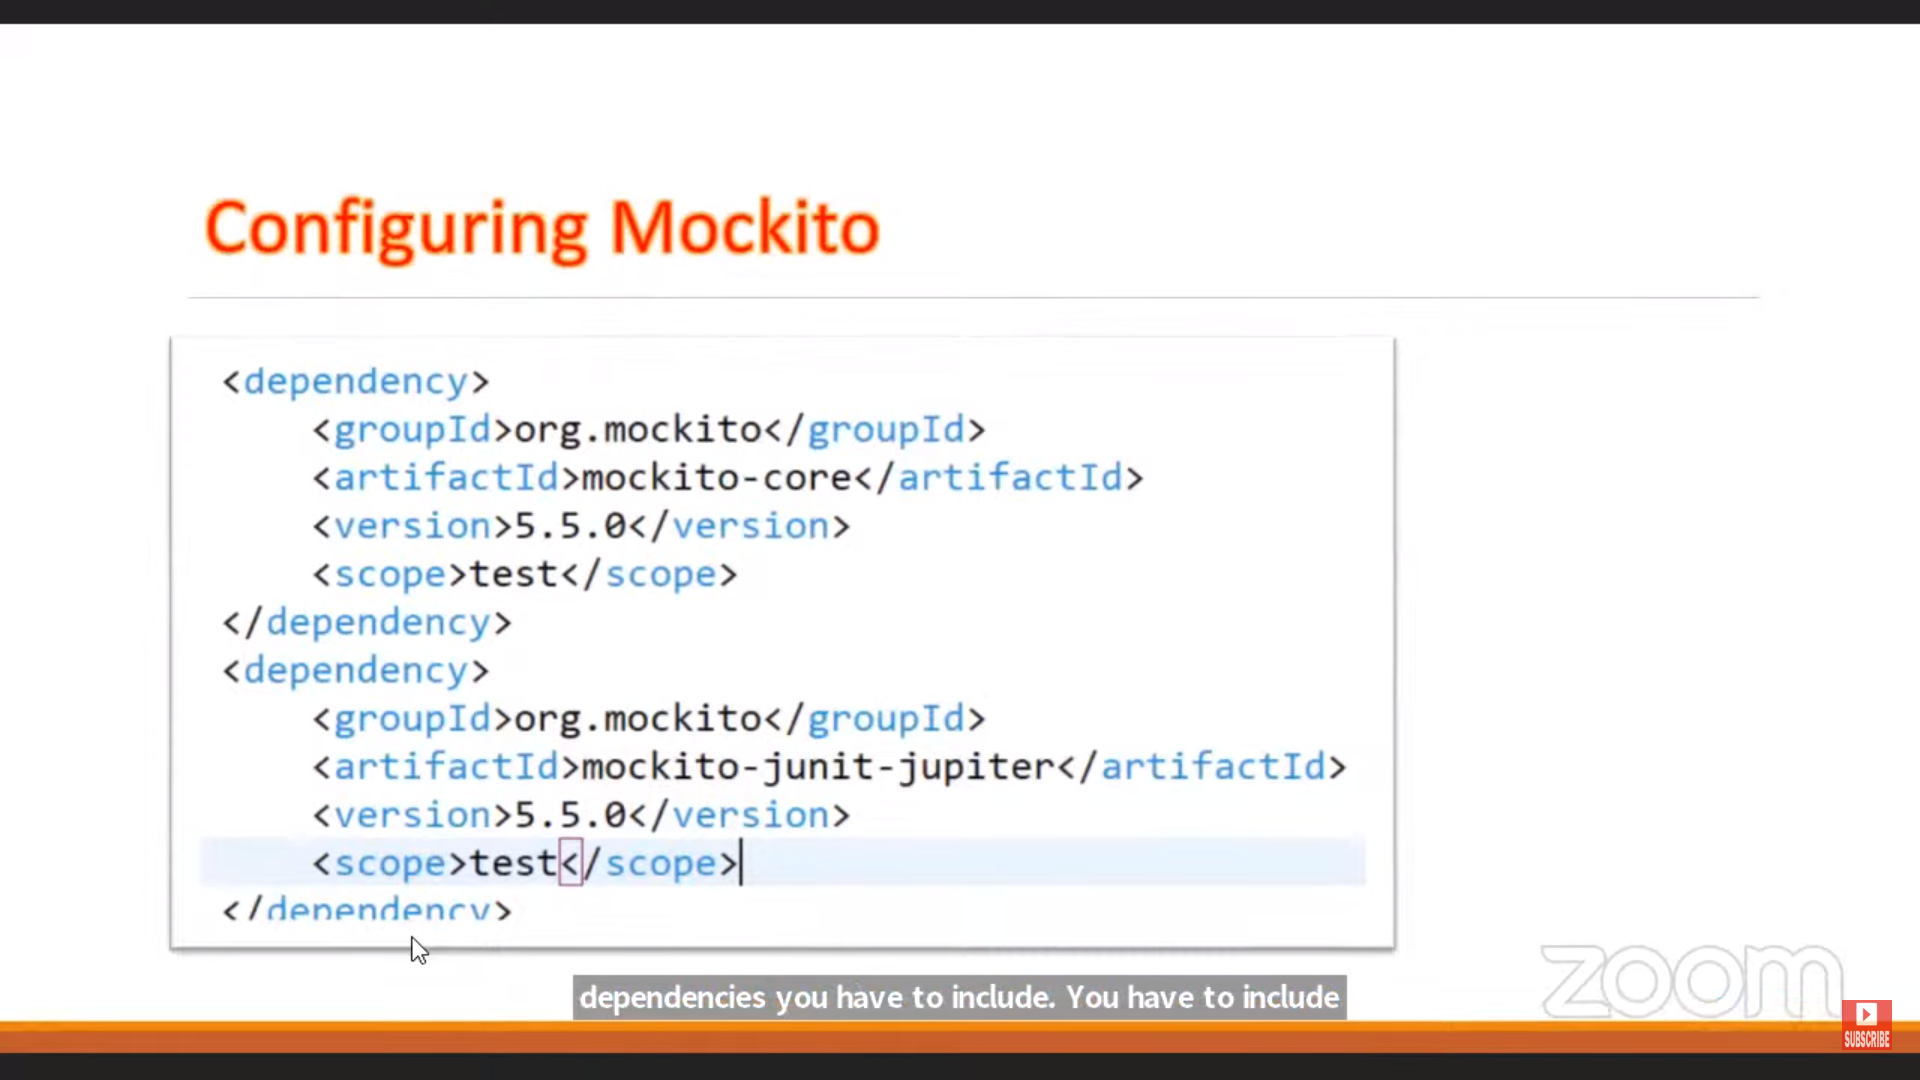 Configuring Mockito
<dependency>
<groupId>org.mockito</groupId>
<artifactId>mockito-core</artifactId>
<version>5.5.0</version>
<scope>test</scope>
</dependency>
<dependency>
<groupId>org.mockito</groupId>
<artifactId>mockito-junit-jupiter</artifactId>
<version>5.5.0</version>
<scope>test</scope>
</dependency>
dependencies you have to include. You have to include
zoom
SUBSCRIBE